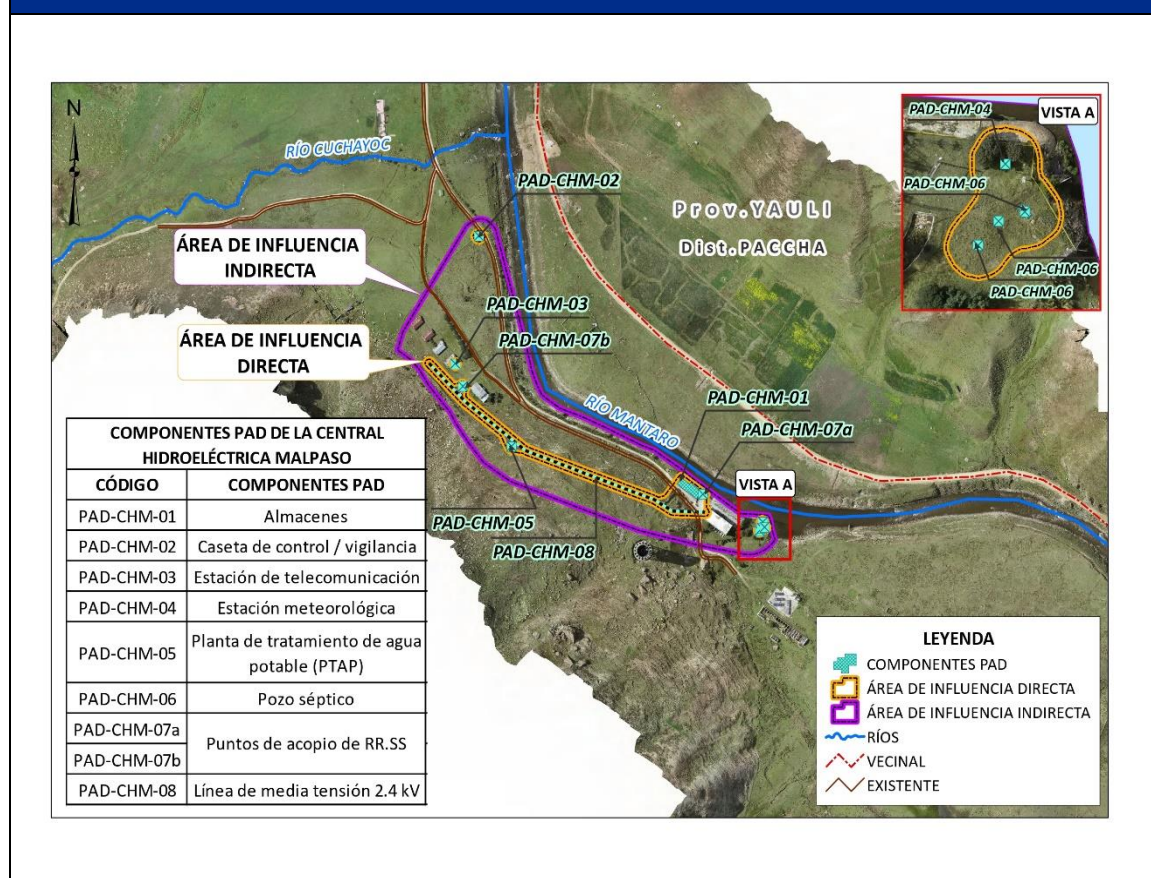 N
RÍO CUCHAYOC
PAD-CHM-02
Prov.YAULI
Dist.PACCHA
PAD-CHM-04
VISTA A
PAD-CHM-06
PAD-CHM-06
PAD-CHM-06
ÁREA DE INFLUENCIA
INDIRECTA
PAD-CHM-03
ÁREA DE INFLUENCIA
DIRECTA
PAD-CHM-07b
RÍO MANTARO
PAD-CHM-01
PAD-CHM-07a
VISTA A
PAD-CHM-05
PAD-CHM-08
COMPONENTES PAD DE LA CENTRAL
HIDROELÉCTRICA MALPASO
CÓDIGO COMPONENTES PAD
PAD-CHM-01 Almacenes
PAD-CHM-02 Caseta de control / vigilancia
PAD-CHM-03 Estación de telecomunicación
PAD-CHM-04 Estación meteorológica
PAD-CHM-05 Planta de tratamiento de agua
potable (PTAP)
PAD-CHM-06 Pozo séptico
PAD-CHM-07a Puntos de acopio de RR.SS
PAD-CHM-07b
PAD-CHM-08 Línea de media tensión 2.4 kV
LEYENDA
COMPONENTES PAD
ÁREA DE INFLUENCIA DIRECTA
ÁREA DE INFLUENCIA INDIRECTA
RÍOS
VECINAL
EXISTENTE